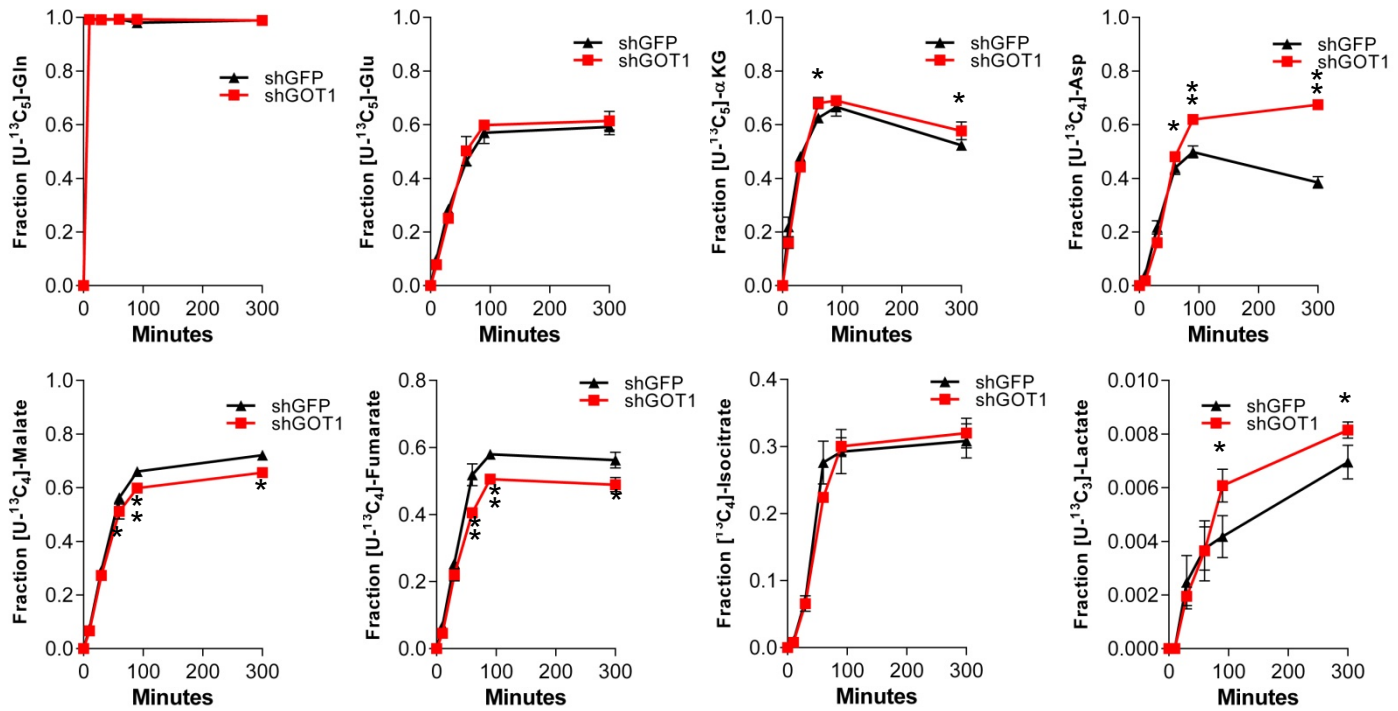 Fraction [U-¹³C₅]-Gln
1.0
0.8
0.6
0.4
0.2
0.0
0 100 200 300
Minutes
shGFP
shGOT1
Fraction [U-¹³C₅]-Glu
1.0
0.8
0.6
0.4
0.2
0.0
0 100 200 300
Minutes
shGFP
shGOT1
Fraction [U-¹³C₅]-αKG
1.0
0.8
0.6
0.4
0.2
0.0
0 100 200 300
Minutes
shGFP
shGOT1
*
*
Fraction [U-¹³C₄]-Asp
1.0
0.8
0.6
0.4
0.2
0.0
0 100 200 300
Minutes
shGFP
shGOT1
*
**
**
Fraction [U-¹³C₄]-Malate
1.0
0.8
0.6
0.4
0.2
0.0
0 100 200 300
Minutes
shGFP
shGOT1
*
**
*
Fraction [U-¹³C₄]-Fumarate
0.8
0.6
0.4
0.2
0.0
0 100 200 300
Minutes
shGFP
shGOT1
**
**
*
Fraction [¹³C₄]-Isocitrate
0.4
0.3
0.2
0.1
0.0
0 100 200 300
Minutes
shGFP
shGOT1
Fraction [U-¹³C₃]-Lactate
0.010
0.008
0.006
0.004
0.002
0.000
0 100 200 300
Minutes
shGFP
shGOT1
*
*